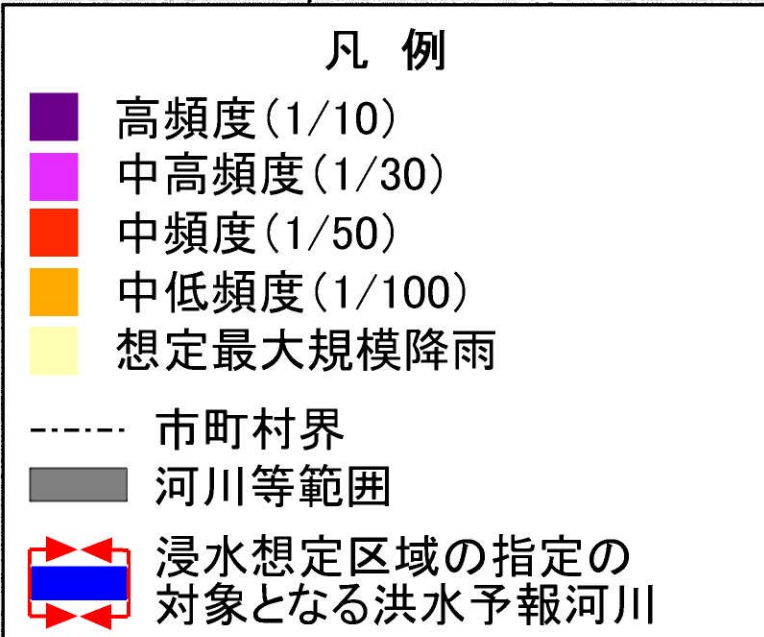 凡 例
高頻度(1/10)
中高頻度(1/30)
中頻度(1/50)
中低頻度(1/100)
想定最大規模降雨
市町村界
河川等範囲
浸水想定区域の指定の
対象となる洪水予報河川